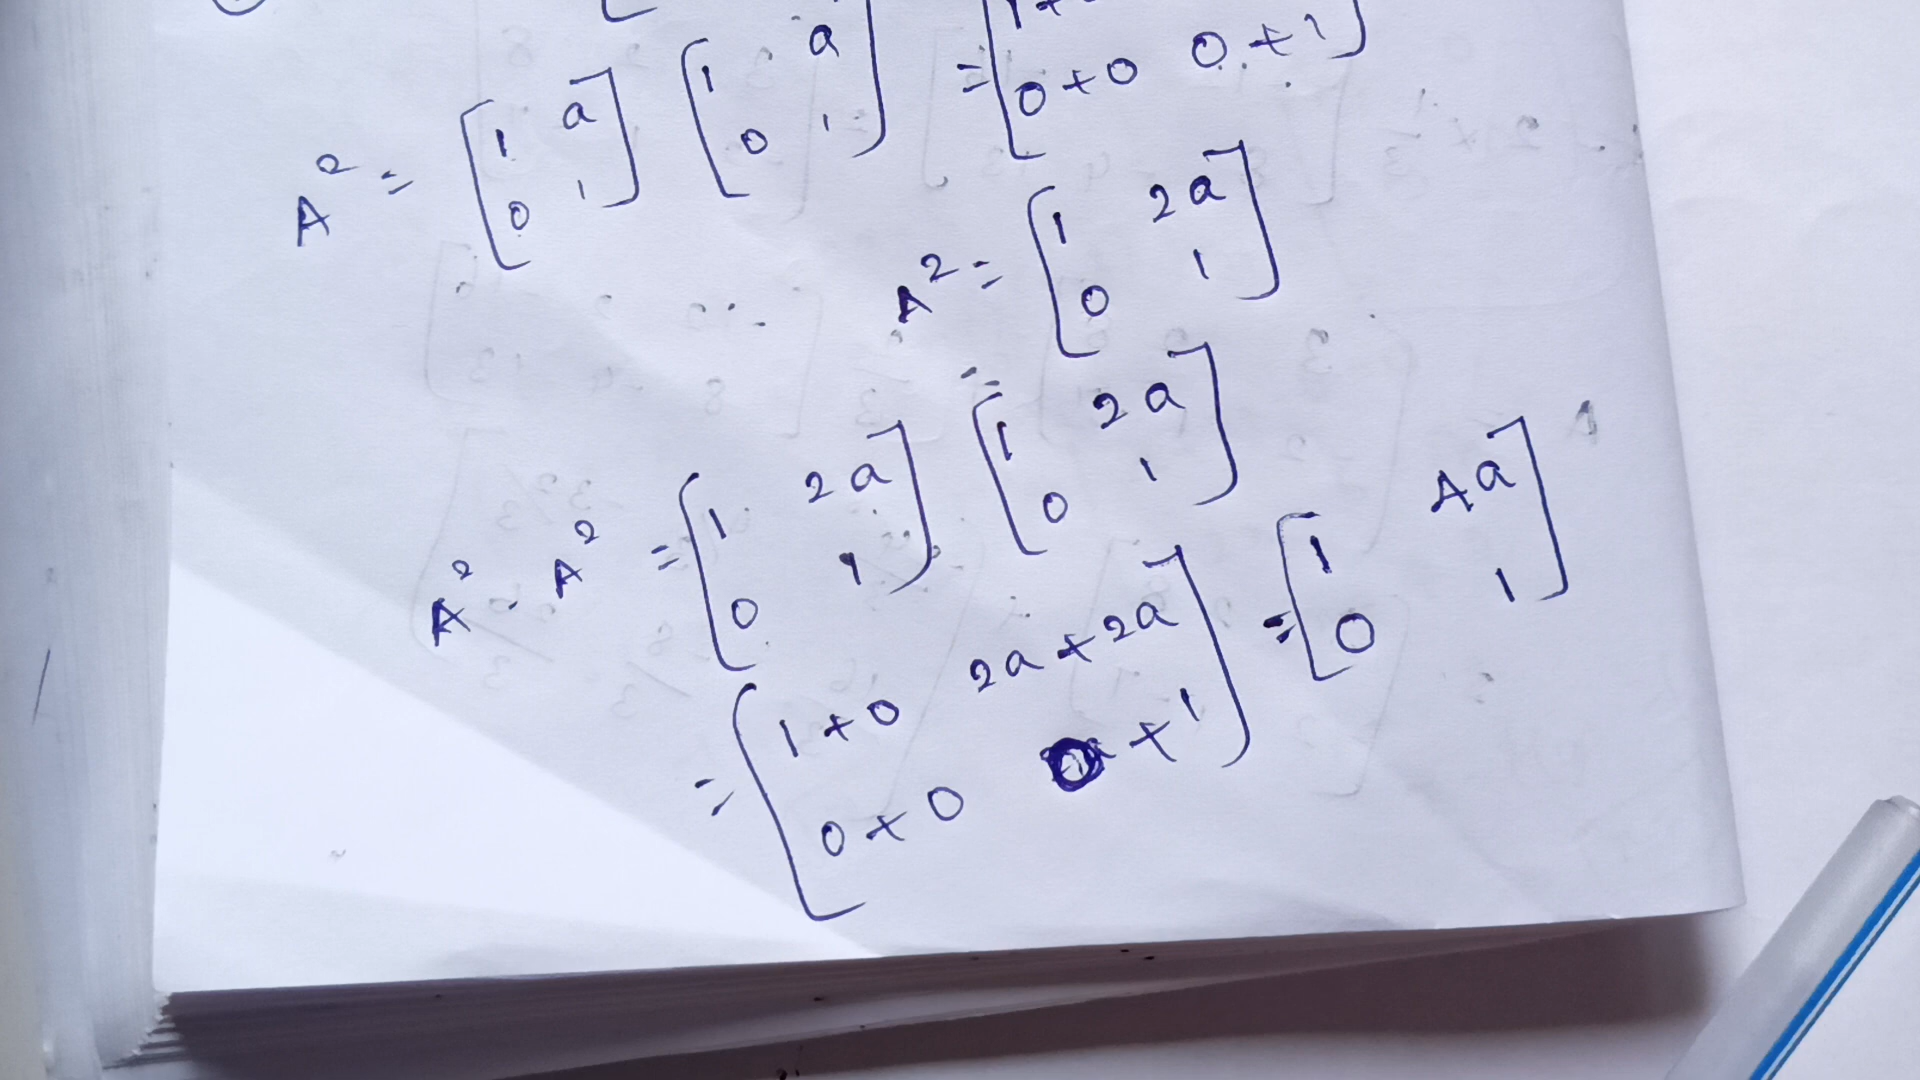 A² = [1 a 0 1] [1 a 0 1] = [1+ 0+0 0+1]
A² = [1 2a 0 1]
A² . A² = [1 2a 0 1] = [1 2a 0 1]
= [1+0 2a+2a 0+0 +1] = [1 4a 0 1]